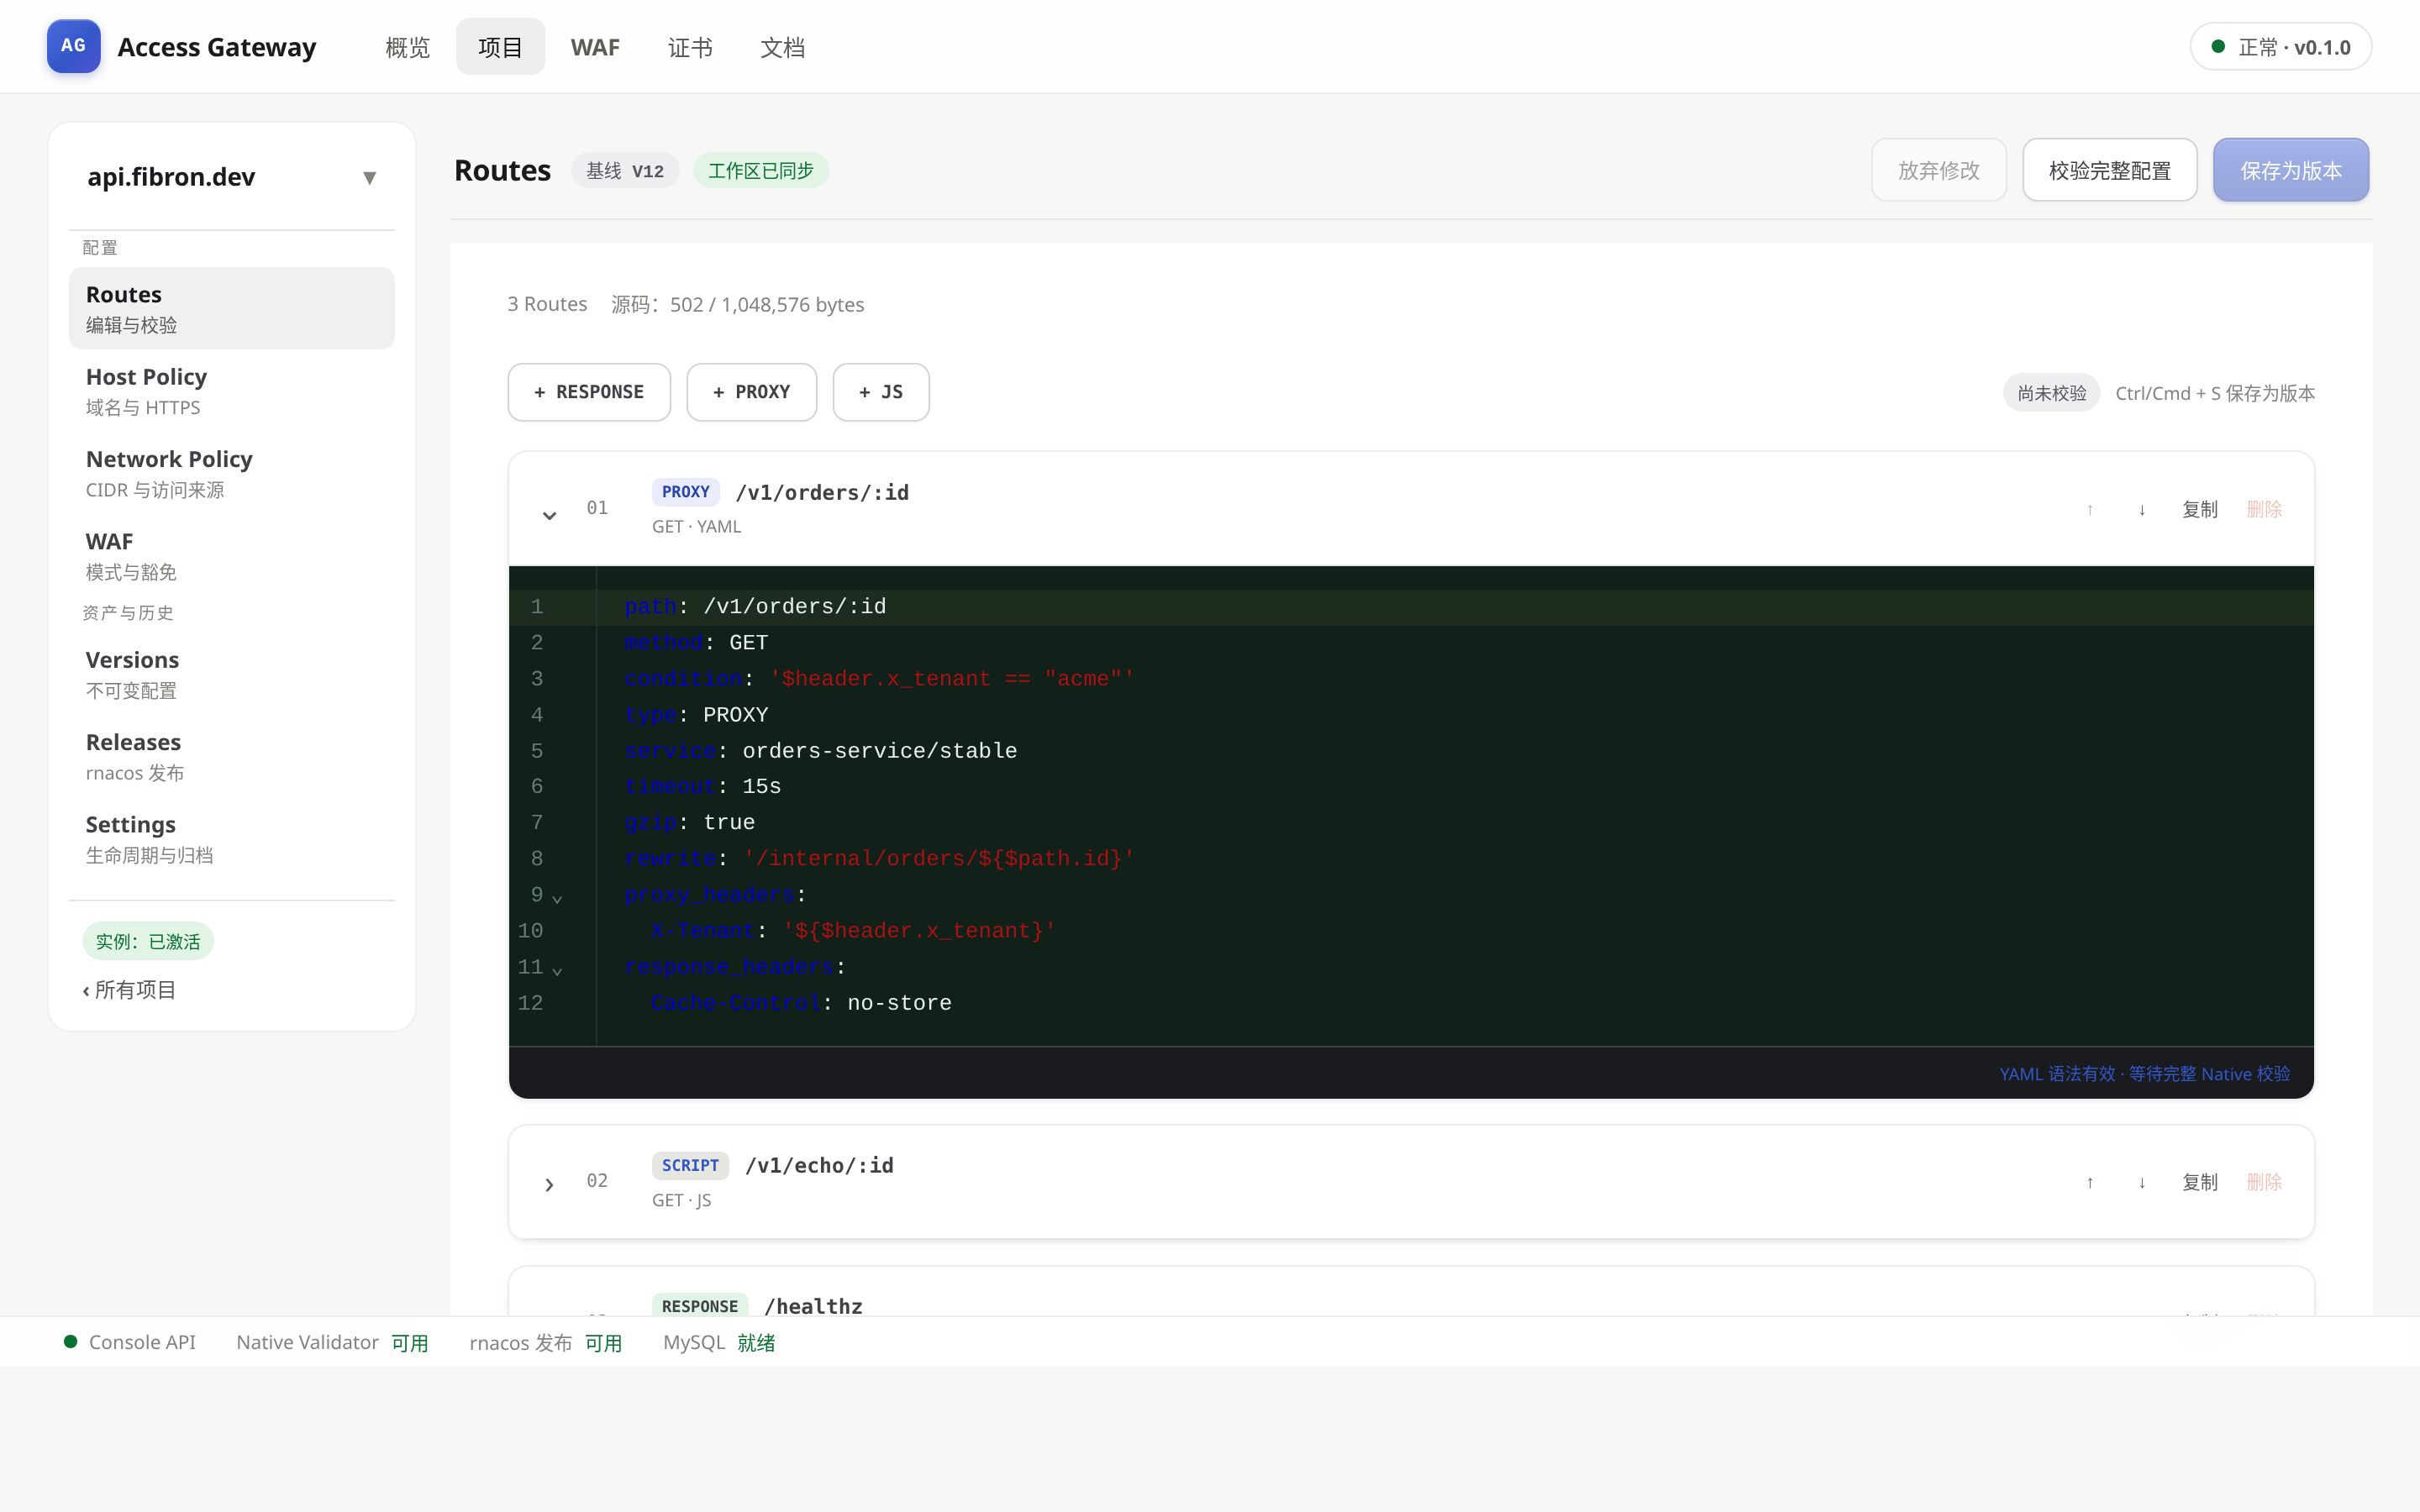 AG Access Gateway 概览 项目 WAF 证书 文档 正常 · v0.1.0
api.fibron.dev ▼
配置
Routes
编辑与校验
Host Policy
域名与 HTTPS
Network Policy
CIDR 与访问来源
WAF
模式与豁免
资产与历史
Versions
不可变配置
Releases
rnacos 发布
Settings
生命周期与归档
实例：已激活
‹ 所有项目
Routes 基线 V12 工作区已同步 放弃修改 校验完整配置 保存为版本
3 Routes 源码：502 / 1,048,576 bytes
+ RESPONSE + PROXY + JS 尚未校验 Ctrl/Cmd + S 保存为版本
01 PROXY /v1/orders/:id ↑ ↓ 复制 删除
GET · YAML
1 path: /v1/orders/:id
2 method: GET
3 condition: '$header.x_tenant == "acme"'
4 type: PROXY
5 service: orders-service/stable
6 timeout: 15s
7 gzip: true
8 rewrite: '/internal/orders/${$path.id}'
9 proxy_headers:
10 X-Tenant: '${$header.x_tenant}'
11 response_headers:
12 Cache-Control: no-store
YAML 语法有效 · 等待完整 Native 校验
02 SCRIPT /v1/echo/:id ↑ ↓ 复制 删除
GET · JS
RESPONSE /healthz
Console API Native Validator 可用 rnacos 发布 可用 MySQL 就绪